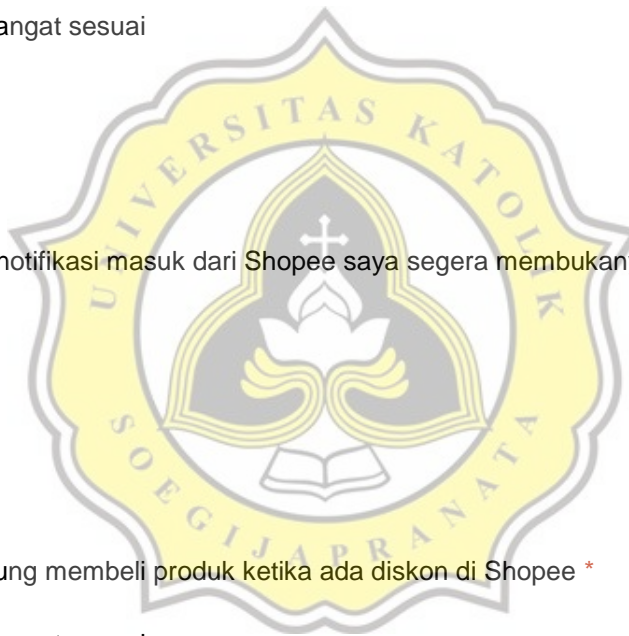 angat sesuai
UNIVERSITAS KATOLIK
notifikasi masuk dari Shopee saya segera membukan
SOEGIJAPRANATA
ung membeli produk ketika ada diskon di Shopee *